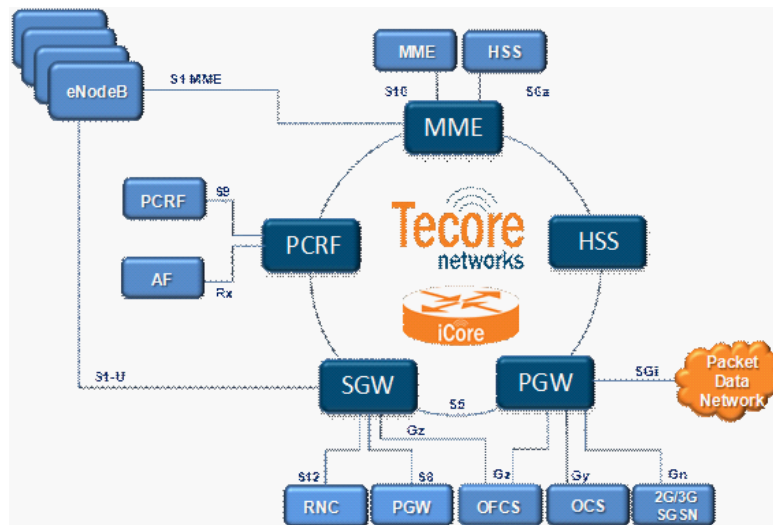 MME
HSS
eNodeB
S1-MME
S10
S6a
MME
PCRF
S9
PCRF
Tecore
networks
HSS
AF
Rx
iCore
SGW
PGW
SGi
Packet
Data
Network
S1-U
S5
Gz
S12
S8
Gz
Gy
Gn
RNC
PGW
OFCS
OCS
2G/3G
SGSN